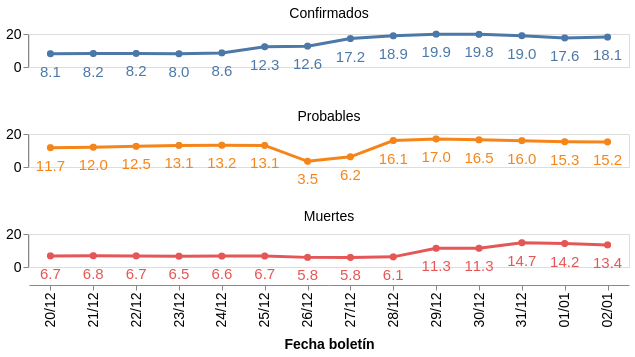 Confirmados
20
0
8.1 8.2 8.2 8.0 8.6 12.3 12.6 17.2 18.9 19.9 19.8 19.0 17.6 18.1
Probables
20
0
11.7 12.0 12.5 13.1 13.2 13.1 3.5 6.2 16.1 17.0 16.5 16.0 15.3 15.2
Muertes
20
0
6.7 6.8 6.7 6.5 6.6 6.7 5.8 5.8 6.1 11.3 11.3 14.7 14.2 13.4
20/12 21/12 22/12 23/12 24/12 25/12 26/12 27/12 28/12 29/12 30/12 31/12 01/01 02/01
Fecha boletín